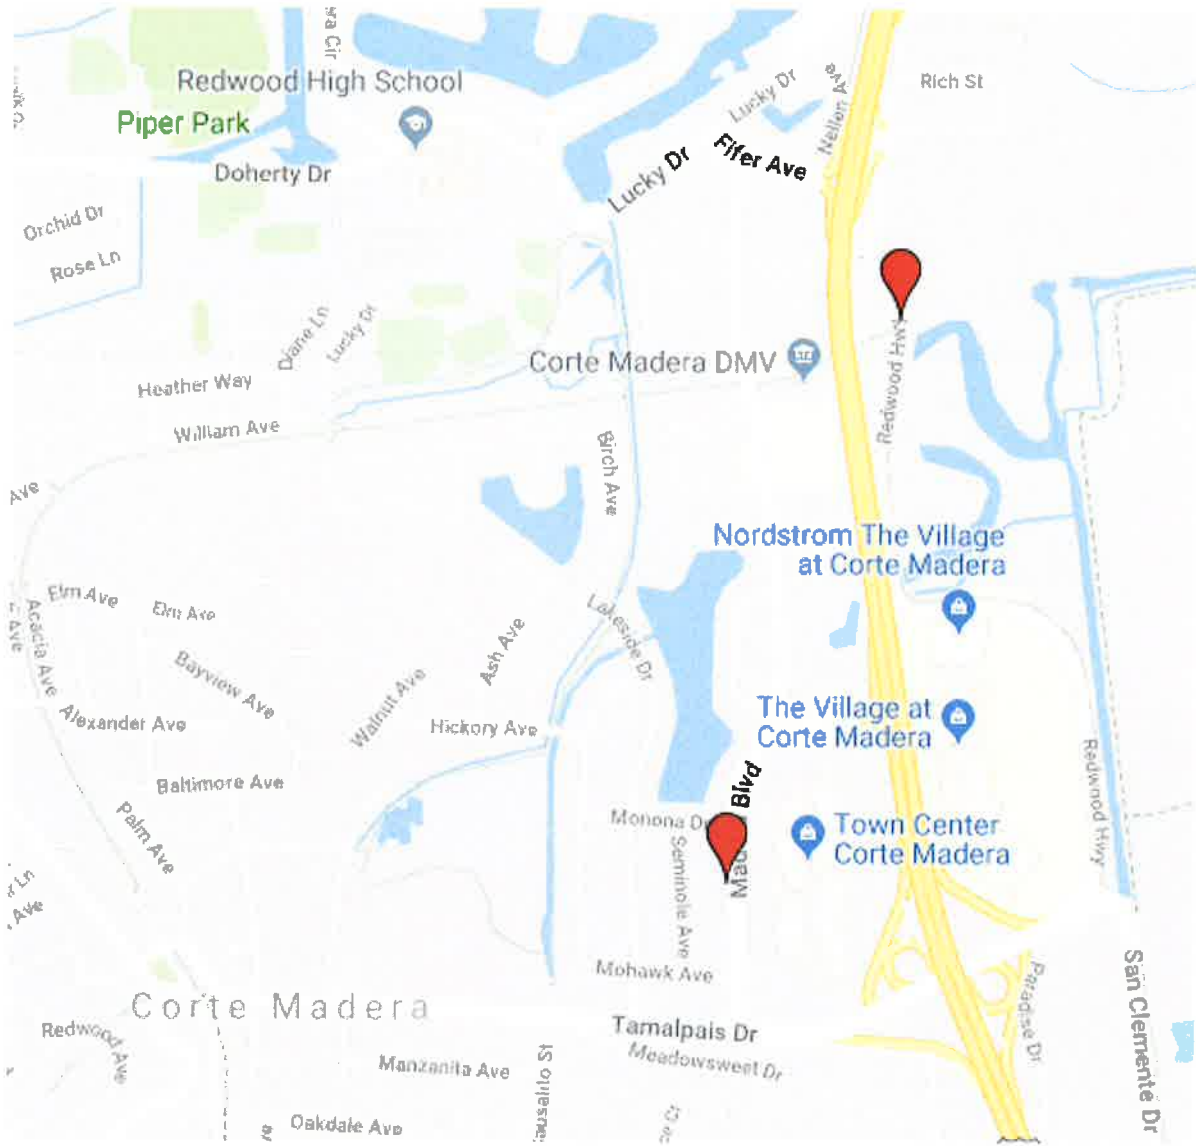 Redwood High School
Piper Park
Doherty Dr
Lucky Dr
Nellen Ave
Rich St
Lucky Dr
Fifer Ave
Orchid Dr
Rose Ln
Diane Ln
Lucky Dr
Heather Way
William Ave
Corte Madera DMV
Redwood Hwy
Birch Ave
Ave
Nordstrom The Village
at Corte Madera
Elm Ave
Elm Ave
Acacia Ave
Bayview Ave
Alexander Ave
Walnut Ave
Ash Ave
Lakeside Dr
Hickory Ave
The Village at
Corte Madera
Baltimore Ave
Palm Ave
Blvd
Monona
Seminole Ave
Town Center
Corte Madera
Redwood Hwy
Ave
Mohawk Ave
Corte Madera
Redwood Ave
Tamalpais Dr
Meadowsweet Dr
Manzanita Ave
Oakdale Ave
Paradise Dr
San Clemente Dr